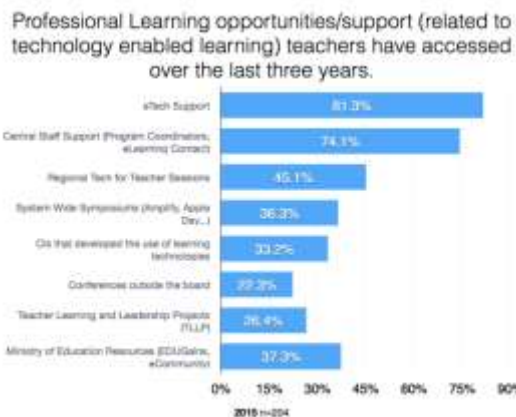 Professional Learning opportunities/support (related to
technology enabled learning) teachers have accessed
over the last three years.
eTech Support
81.3%
Central Staff Support (Program Coordinators,
eLearning Contact)
74.1%
Regional Tech for Teacher Sessions
45.1%
System Wide Symposiums (Amplify, Apple
Day...)
36.3%
CIs that developed the use of learning
technologies
33.2%
Conferences outside the board
22.3%
Teacher Learning and Leadership Projects
(TLLP)
26.4%
Ministry of Education Resources (EDUGains,
eCommunity)
37.3%
0% 15% 30% 45% 60% 75% 90%
2015 n=204